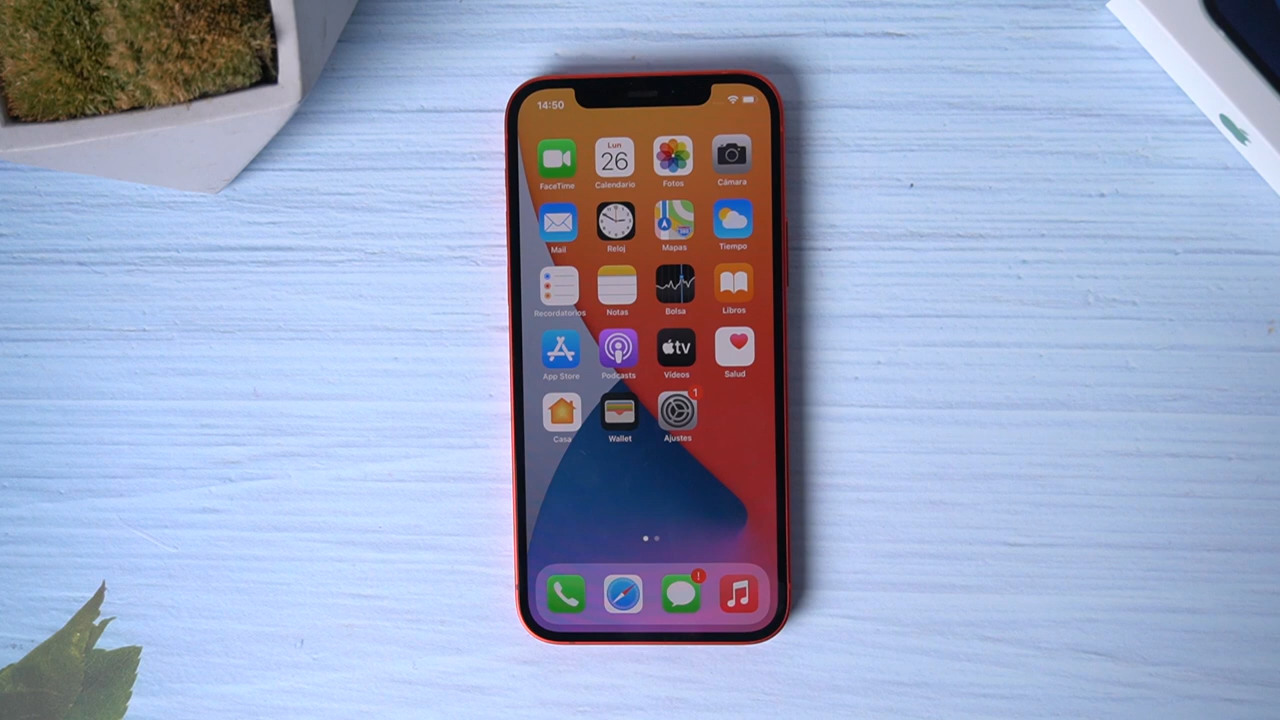 14:50
Lun
26
FaceTime
Calendario
Fotos
Cámara
Mail
Reloj
Mapas
Tiempo
Recordatorios
Notas
Bolsa
Libros
App Store
Podcasts
tv
Vídeos
Salud
1
Casa
Wallet
Ajustes
!